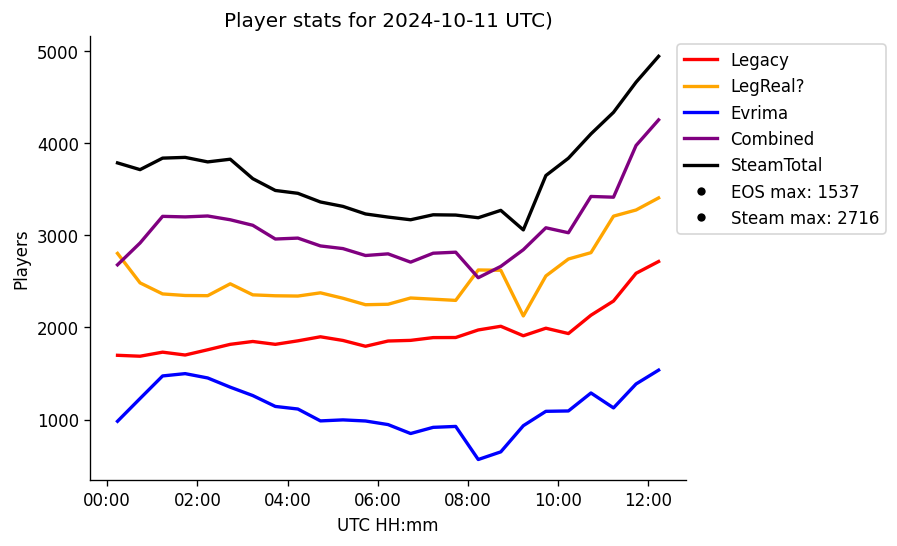 Player stats for 2024-10-11 UTC)
5000
4000
3000
2000
1000
Players
00:00 02:00 04:00 06:00 08:00 10:00 12:00
UTC HH:mm
Legacy
LegReal?
Evrima
Combined
SteamTotal
EOS max: 1537
Steam max: 2716